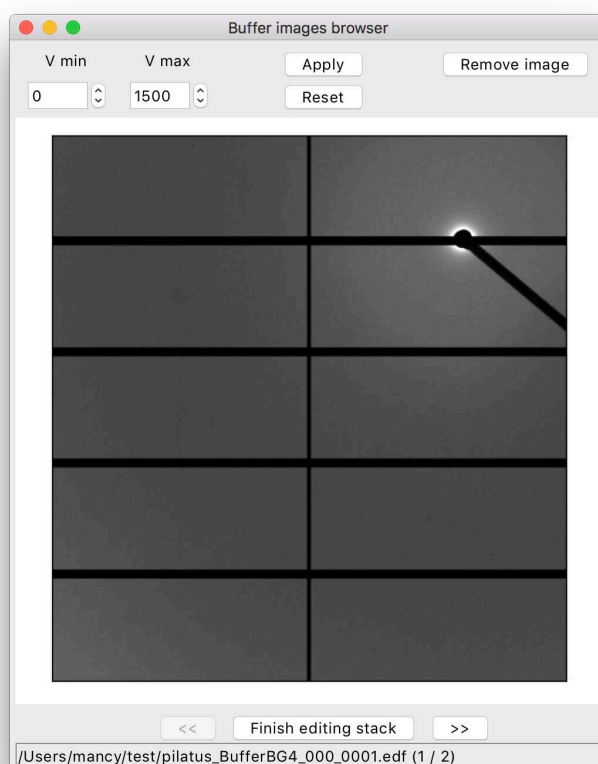 Buffer images browser
V min V max Apply Remove image
0 1500 Reset
<< Finish editing stack >>
/Users/mancy/test/pilatus_BufferBG4_000_0001.edf (1 / 2)